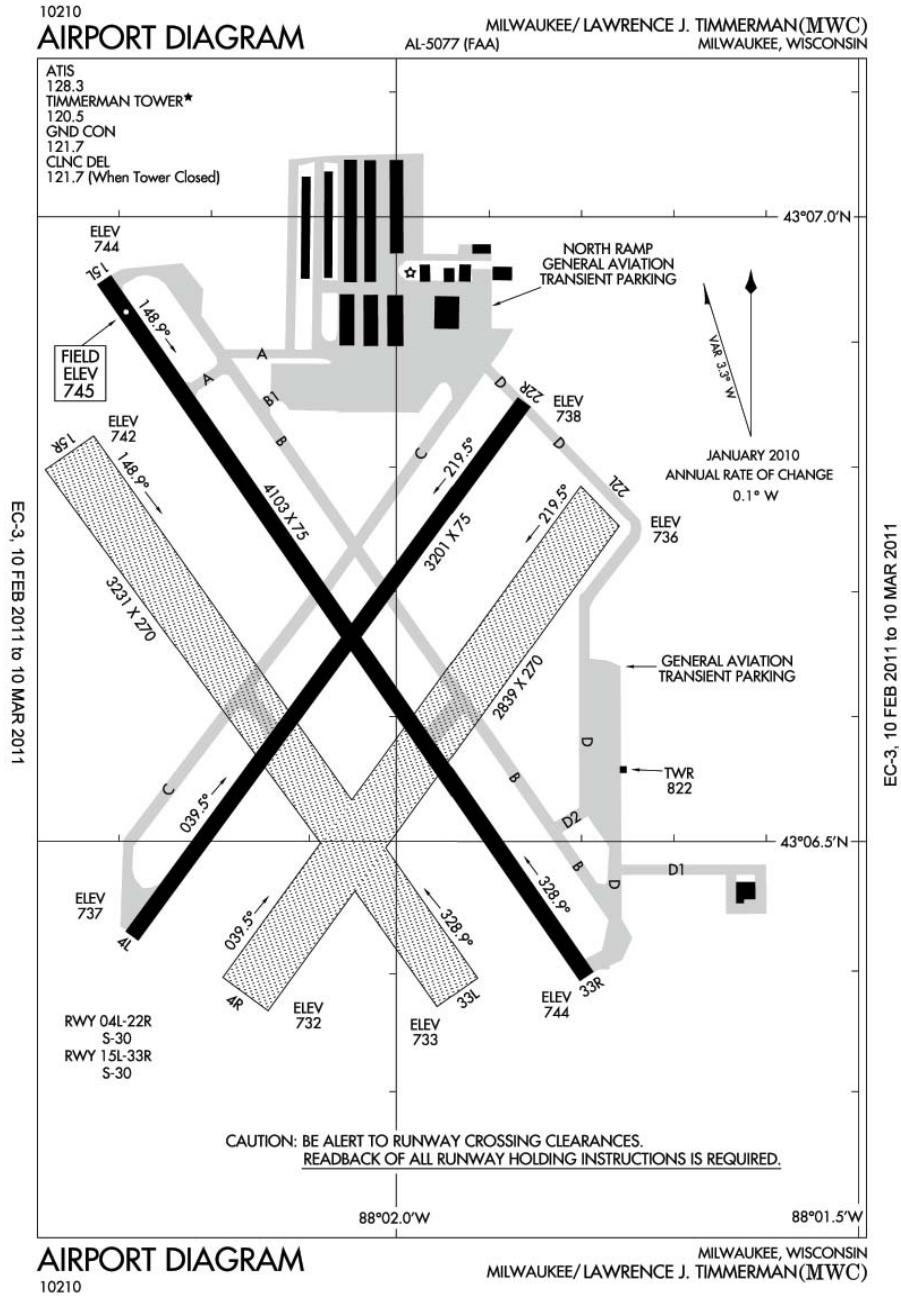 10210
AIRPORT DIAGRAM
AL-5077 (FAA)
MILWAUKEE/ LAWRENCE J. TIMMERMAN(MWC)
MILWAUKEE, WISCONSIN
ATIS
128.3
TIMMERMAN TOWER★
120.5
GND CON
121.7
CLNC DEL
121.7 (When Tower Closed)
43°07.0'N
ELEV
744
15L
148.9°
NORTH RAMP
GENERAL AVIATION
TRANSIENT PARKING
VAR 3.3° W
JANUARY 2010
ANNUAL RATE OF CHANGE
0.1° W
FIELD
ELEV
745
A
A
B1
B
C
D
22R
ELEV
738
D
ELEV
742
15R
148.9°
219.5°
4103 X 75
3201 X 75
219.5°
22L
ELEV
736
3231 X 270
2839 X 270
GENERAL AVIATION
TRANSIENT PARKING
D
TWR
822
C
039.5°
B
D2
43°06.5'N
B
D
D1
ELEV
737
4L
039.5°
328.9°
328.9°
4R
ELEV
732
33L
ELEV
733
33R
ELEV
744
RWY 04L-22R
S-30
RWY 15L-33R
S-30
CAUTION: BE ALERT TO RUNWAY CROSSING CLEARANCES.
READBACK OF ALL RUNWAY HOLDING INSTRUCTIONS IS REQUIRED.
88°02.0'W
88°01.5'W
EC-3, 10 FEB 2011 to 10 MAR 2011
EC-3, 10 FEB 2011 to 10 MAR 2011
AIRPORT DIAGRAM
10210
MILWAUKEE, WISCONSIN
MILWAUKEE/ LAWRENCE J. TIMMERMAN(MWC)